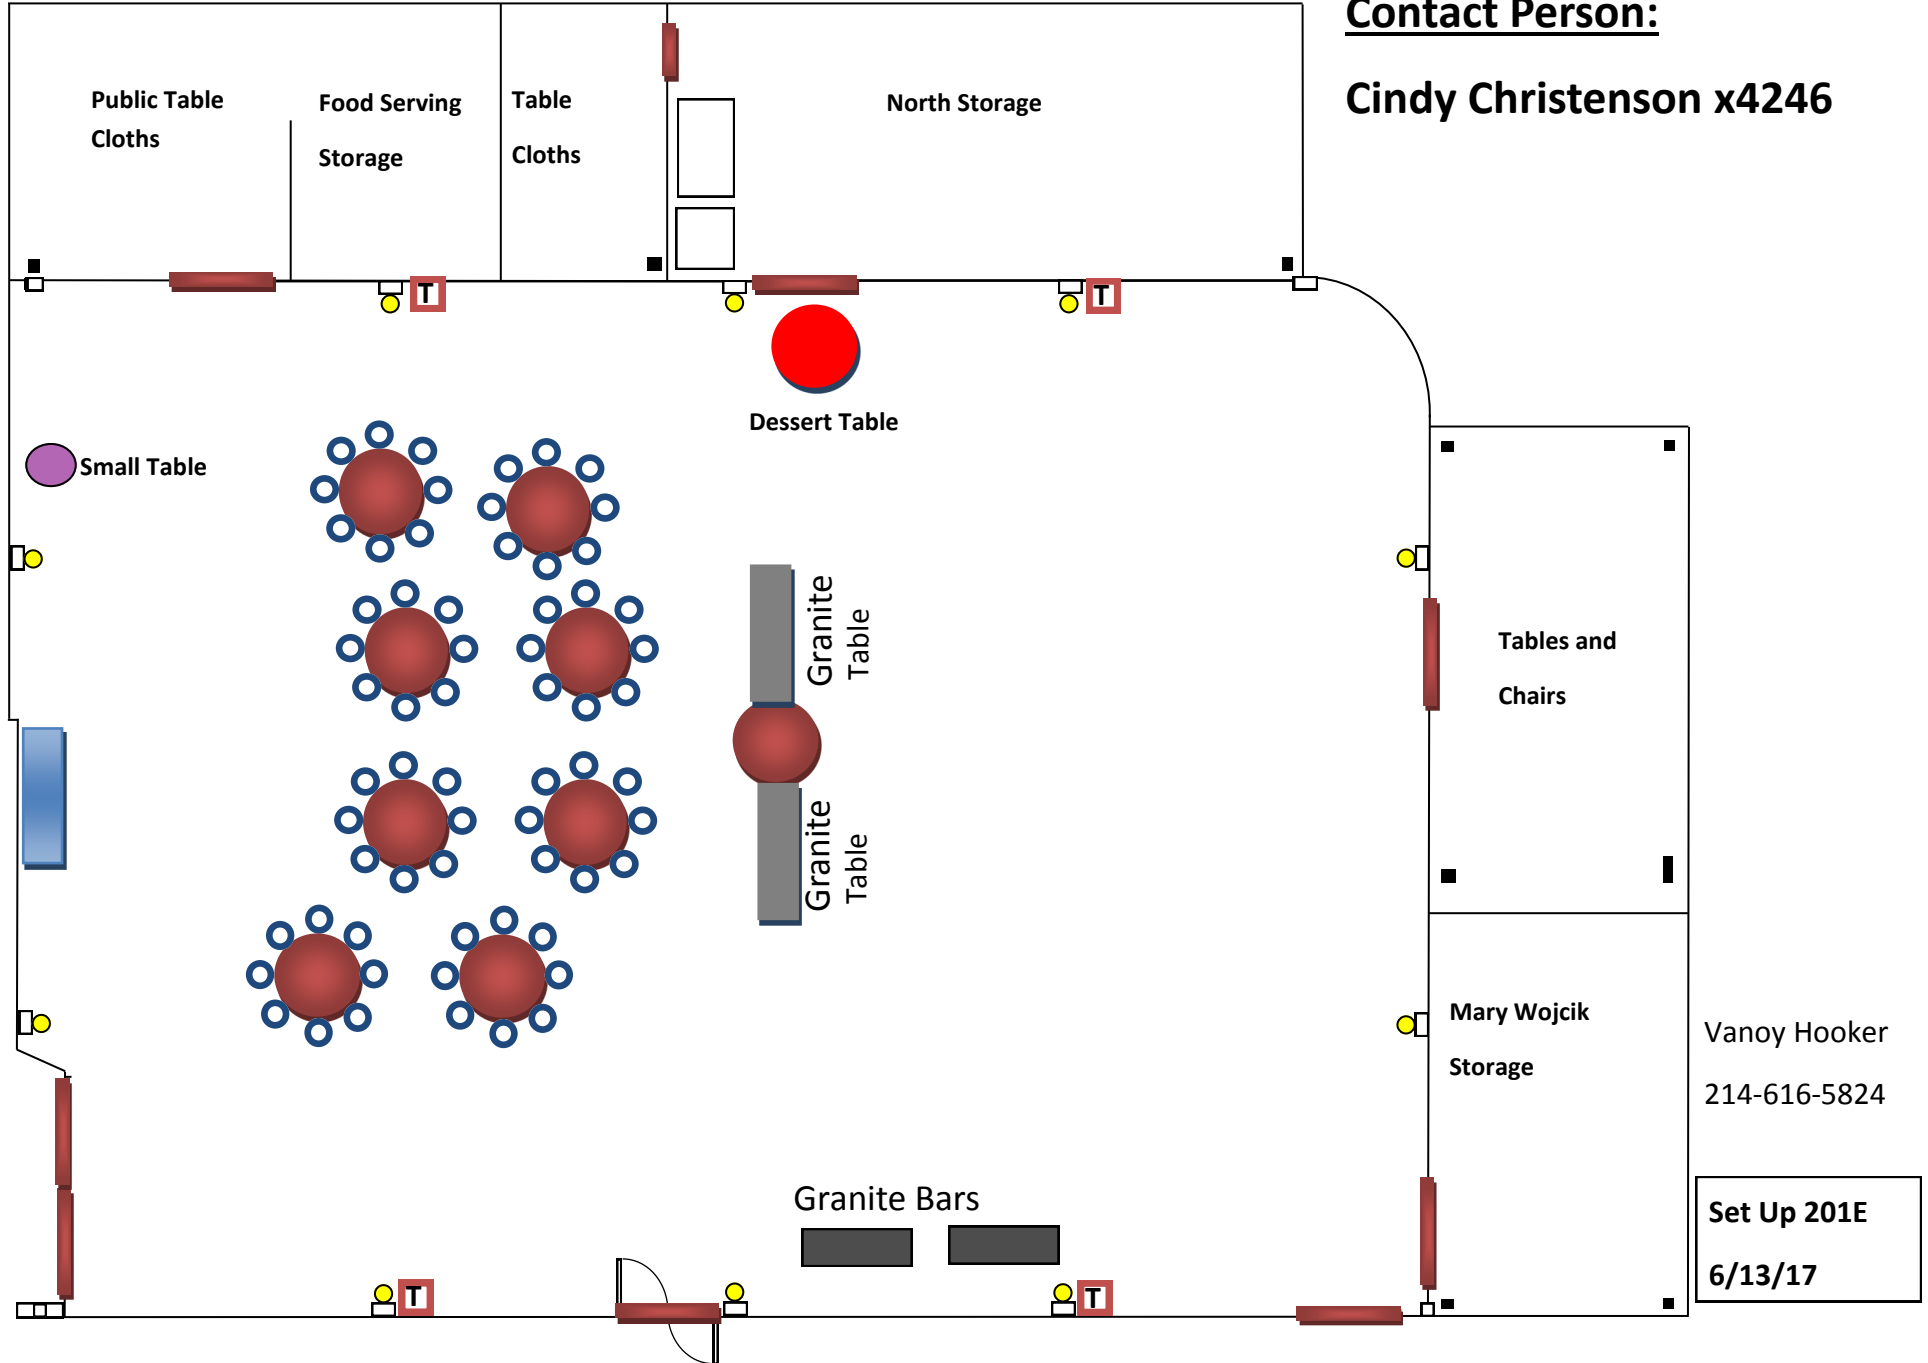 Contact Person:
Cindy Christenson x4246
Public Table
Cloths
Food Serving
Storage
Table
Cloths
North Storage
T
T
Dessert Table
Small Table
Granite
Table
Granite
Table
Tables and
Chairs
Mary Wojcik
Storage
Vanoy Hooker
214-616-5824
Granite Bars
Set Up 201E
6/13/17
T
T